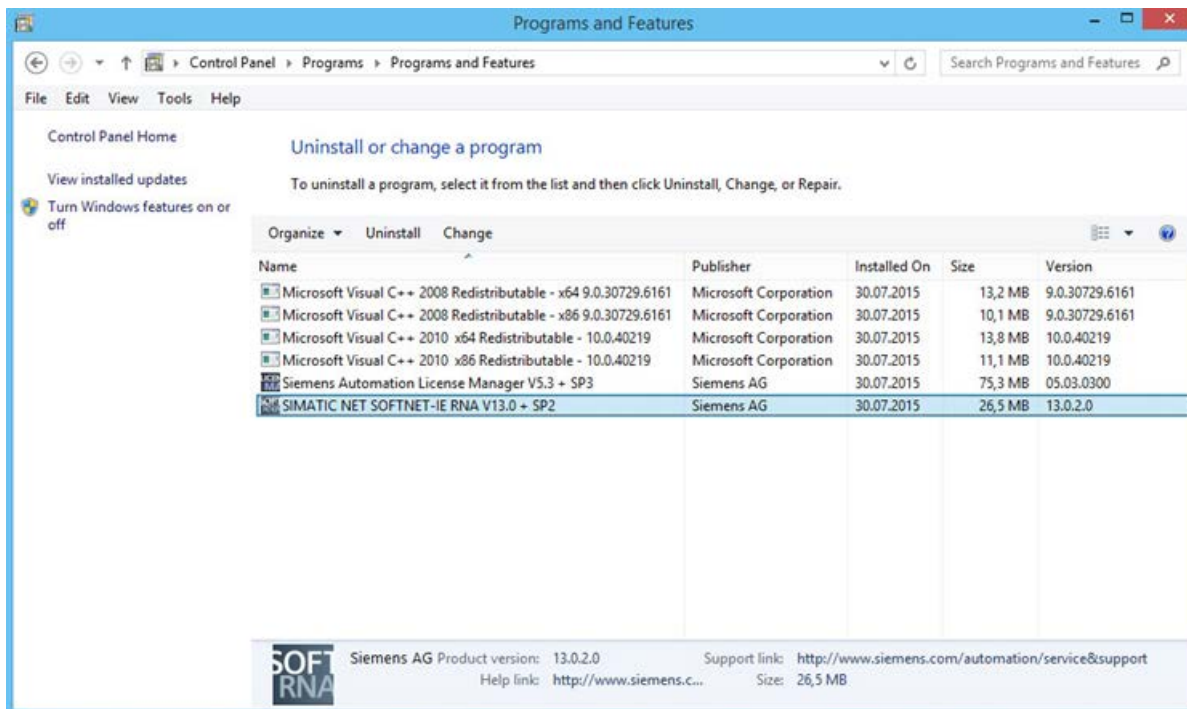 Programs and Features
Control Panel Programs Programs and Features
Search Programs and Features
File Edit View Tools Help
Control Panel Home
View installed updates
Turn Windows features on or
off
Uninstall or change a program
To uninstall a program, select it from the list and then click Uninstall, Change, or Repair.
Organize Uninstall Change
Name Publisher Installed On Size Version
Microsoft Visual C++ 2008 Redistributable - x64 9.0.30729.6161 Microsoft Corporation 30.07.2015 13,2 MB 9.0.30729.6161
Microsoft Visual C++ 2008 Redistributable - x86 9.0.30729.6161 Microsoft Corporation 30.07.2015 10,1 MB 9.0.30729.6161
Microsoft Visual C++ 2010 x64 Redistributable - 10.0.40219 Microsoft Corporation 30.07.2015 13,8 MB 10.0.40219
Microsoft Visual C++ 2010 x86 Redistributable - 10.0.40219 Microsoft Corporation 30.07.2015 11,1 MB 10.0.40219
Siemens Automation License Manager V5.3 + SP3 Siemens AG 30.07.2015 75,3 MB 05.03.0300
SIMATIC NET SOFTNET-IE RNA V13.0 + SP2 Siemens AG 30.07.2015 26,5 MB 13.0.2.0
SOFT
RNA
Siemens AG Product version: 13.0.2.0 Support link: http://www.siemens.com/automation/service&support
Help link: http://www.siemens.c... Size: 26,5 MB